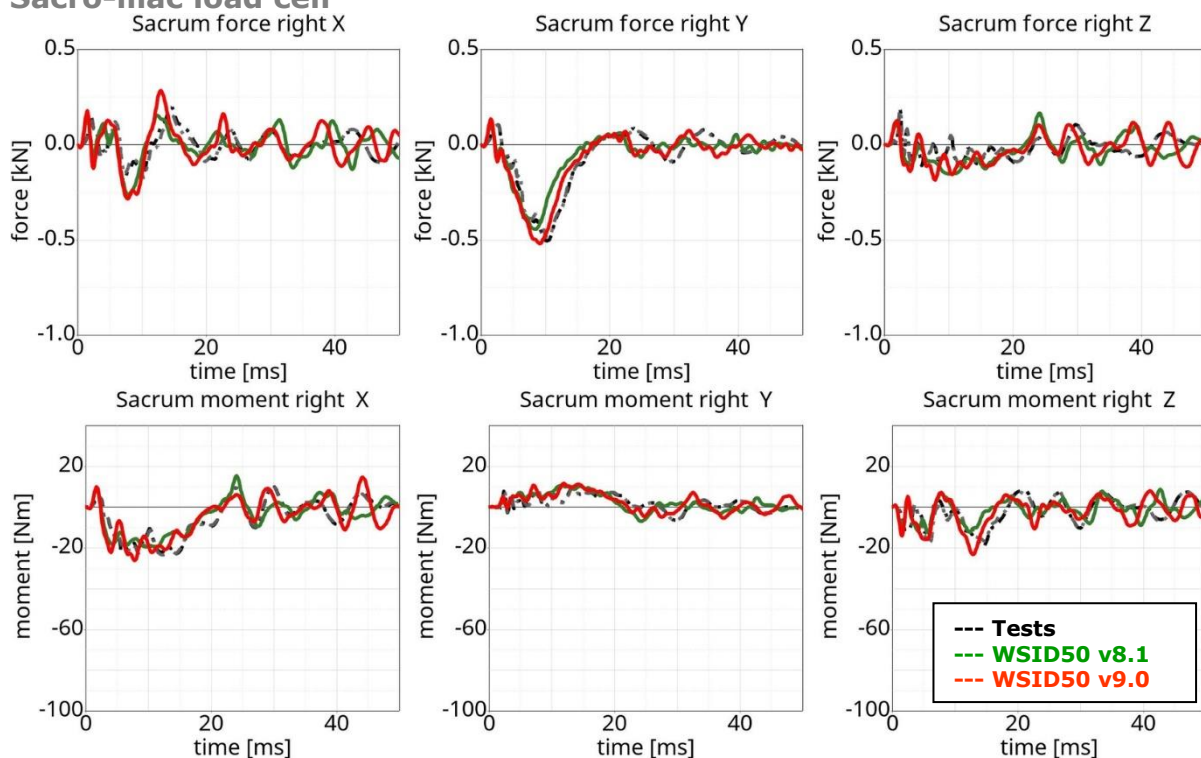 Sacro-iliac load cell
Sacrum force right X
Sacrum force right Y
Sacrum force right Z
0.5
0.0
-0.5
-1.0
force [kN]
0
20
40
time [ms]
0.5
0.0
-0.5
-1.0
force [kN]
0
20
40
time [ms]
0.5
0.0
-0.5
-1.0
force [kN]
0
20
40
time [ms]
Sacrum moment right X
Sacrum moment right Y
Sacrum moment right Z
20
-20
-60
-100
moment [Nm]
0
20
40
time [ms]
20
-20
-60
-100
moment [Nm]
0
20
40
time [ms]
20
-20
-60
-100
moment [Nm]
0
20
40
time [ms]
--- Tests
--- WSID50 v8.1
--- WSID50 v9.0